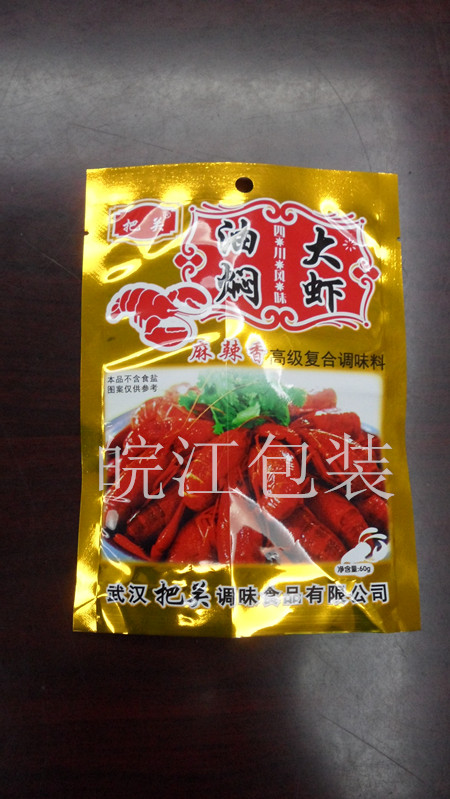 把关
油焖
四川风味
大虾
麻辣香高级复合调味料
本品不含食盐
图案仅供参考
皖江包装
净含量:60g
武汉把关调味食品有限公司